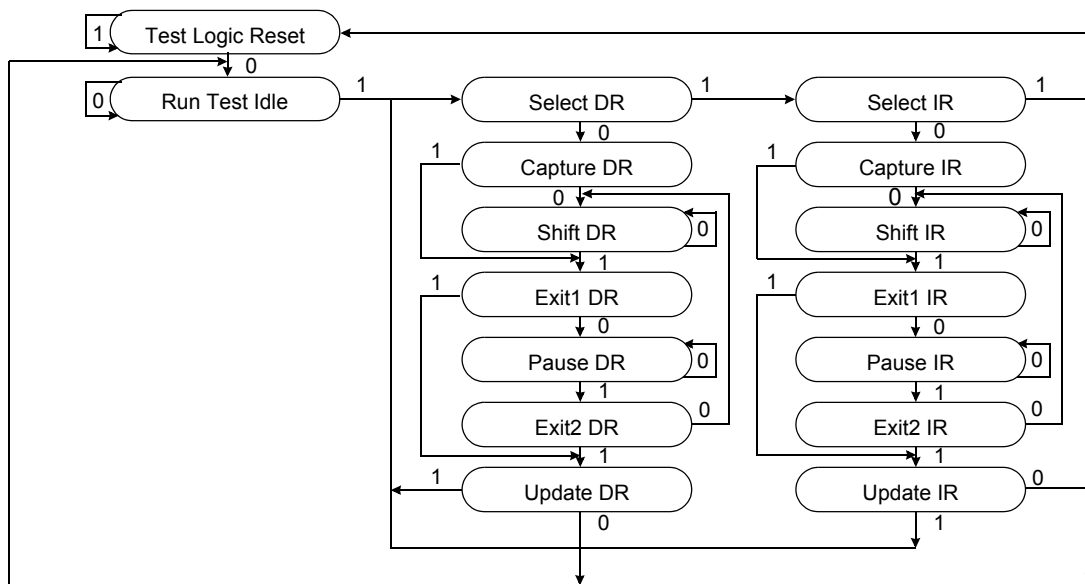 1
Test Logic Reset
0
0
Run Test Idle
1
Select DR
1
Select IR
1
0
0
1
Capture DR
1
Capture IR
0
0
Shift DR
0
Shift IR
0
1
1
1
Exit1 DR
1
Exit1 IR
0
0
Pause DR
0
Pause IR
0
1
1
Exit2 DR
0
Exit2 IR
0
1
1
1
Update DR
Update IR
0
0
1